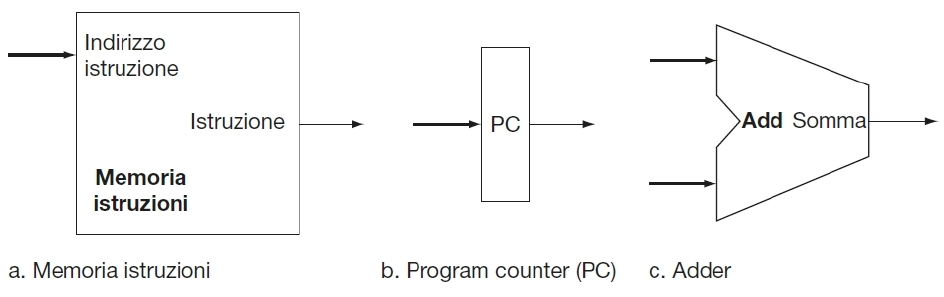 Indirizzo
istruzione
Istruzione
Memoria
istruzioni
PC
Add Somma
a. Memoria istruzioni
b. Program counter (PC)
c. Adder